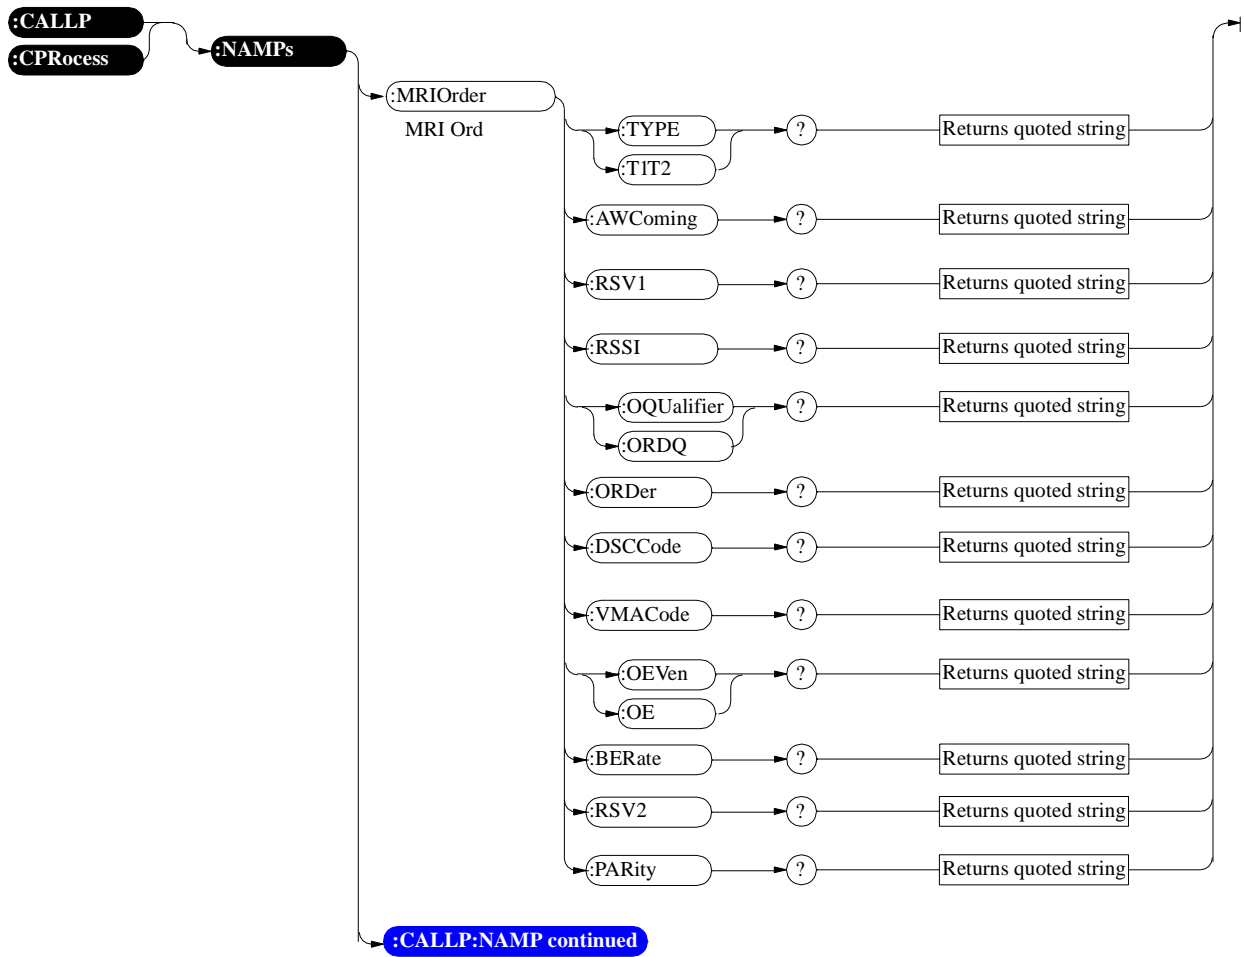 :CALLP
:CPRocess
:NAMPs
:MRIOrder
MRI Ord
:TYPE ? Returns quoted string
:T1T2
:AWComing ? Returns quoted string
:RSV1 ? Returns quoted string
:RSSI ? Returns quoted string
:OQUalifier ? Returns quoted string
:ORDQ
:ORDer ? Returns quoted string
:DSCCode ? Returns quoted string
:VMACode ? Returns quoted string
:OEVen ? Returns quoted string
:OE
:BERate ? Returns quoted string
:RSV2 ? Returns quoted string
:PARity ? Returns quoted string
:CALLP:NAMP continued